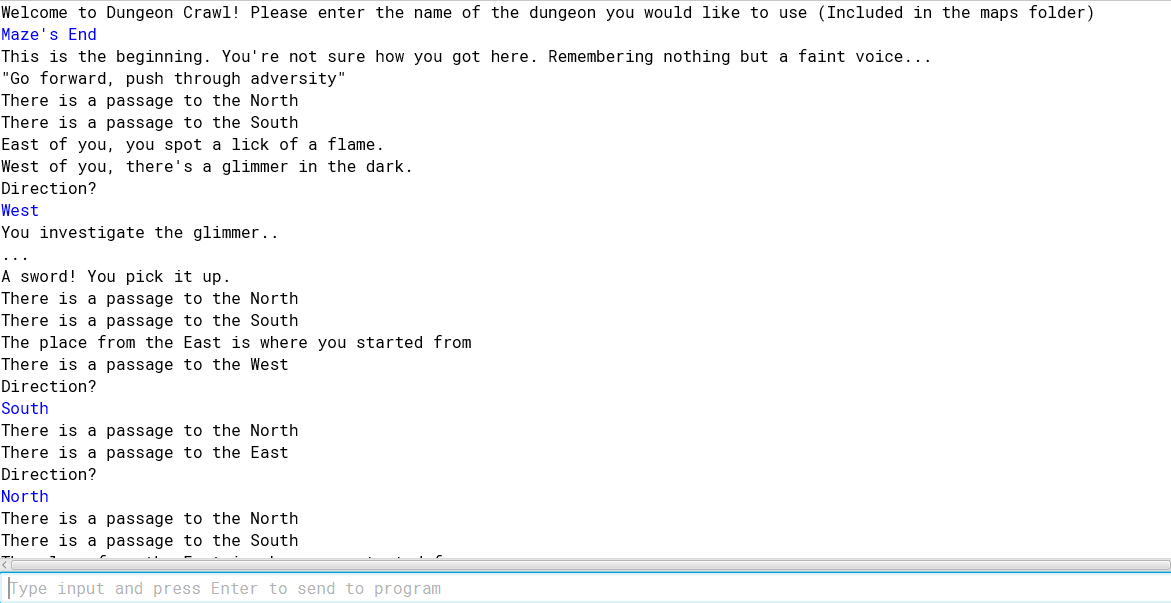 Welcome to Dungeon Crawl! Please enter the name of the dungeon you would like to use (Included in the maps folder)
Maze's End
This is the beginning. You're not sure how you got here. Remembering nothing but a faint voice...
"Go forward, push through adversity"
There is a passage to the North
There is a passage to the South
East of you, you spot a lick of a flame.
West of you, there's a glimmer in the dark.
Direction?
West
You investigate the glimmer..
...
A sword! You pick it up.
There is a passage to the North
There is a passage to the South
The place from the East is where you started from
There is a passage to the West
Direction?
South
There is a passage to the North
There is a passage to the East
Direction?
North
There is a passage to the North
There is a passage to the South
Type input and press Enter to send to program